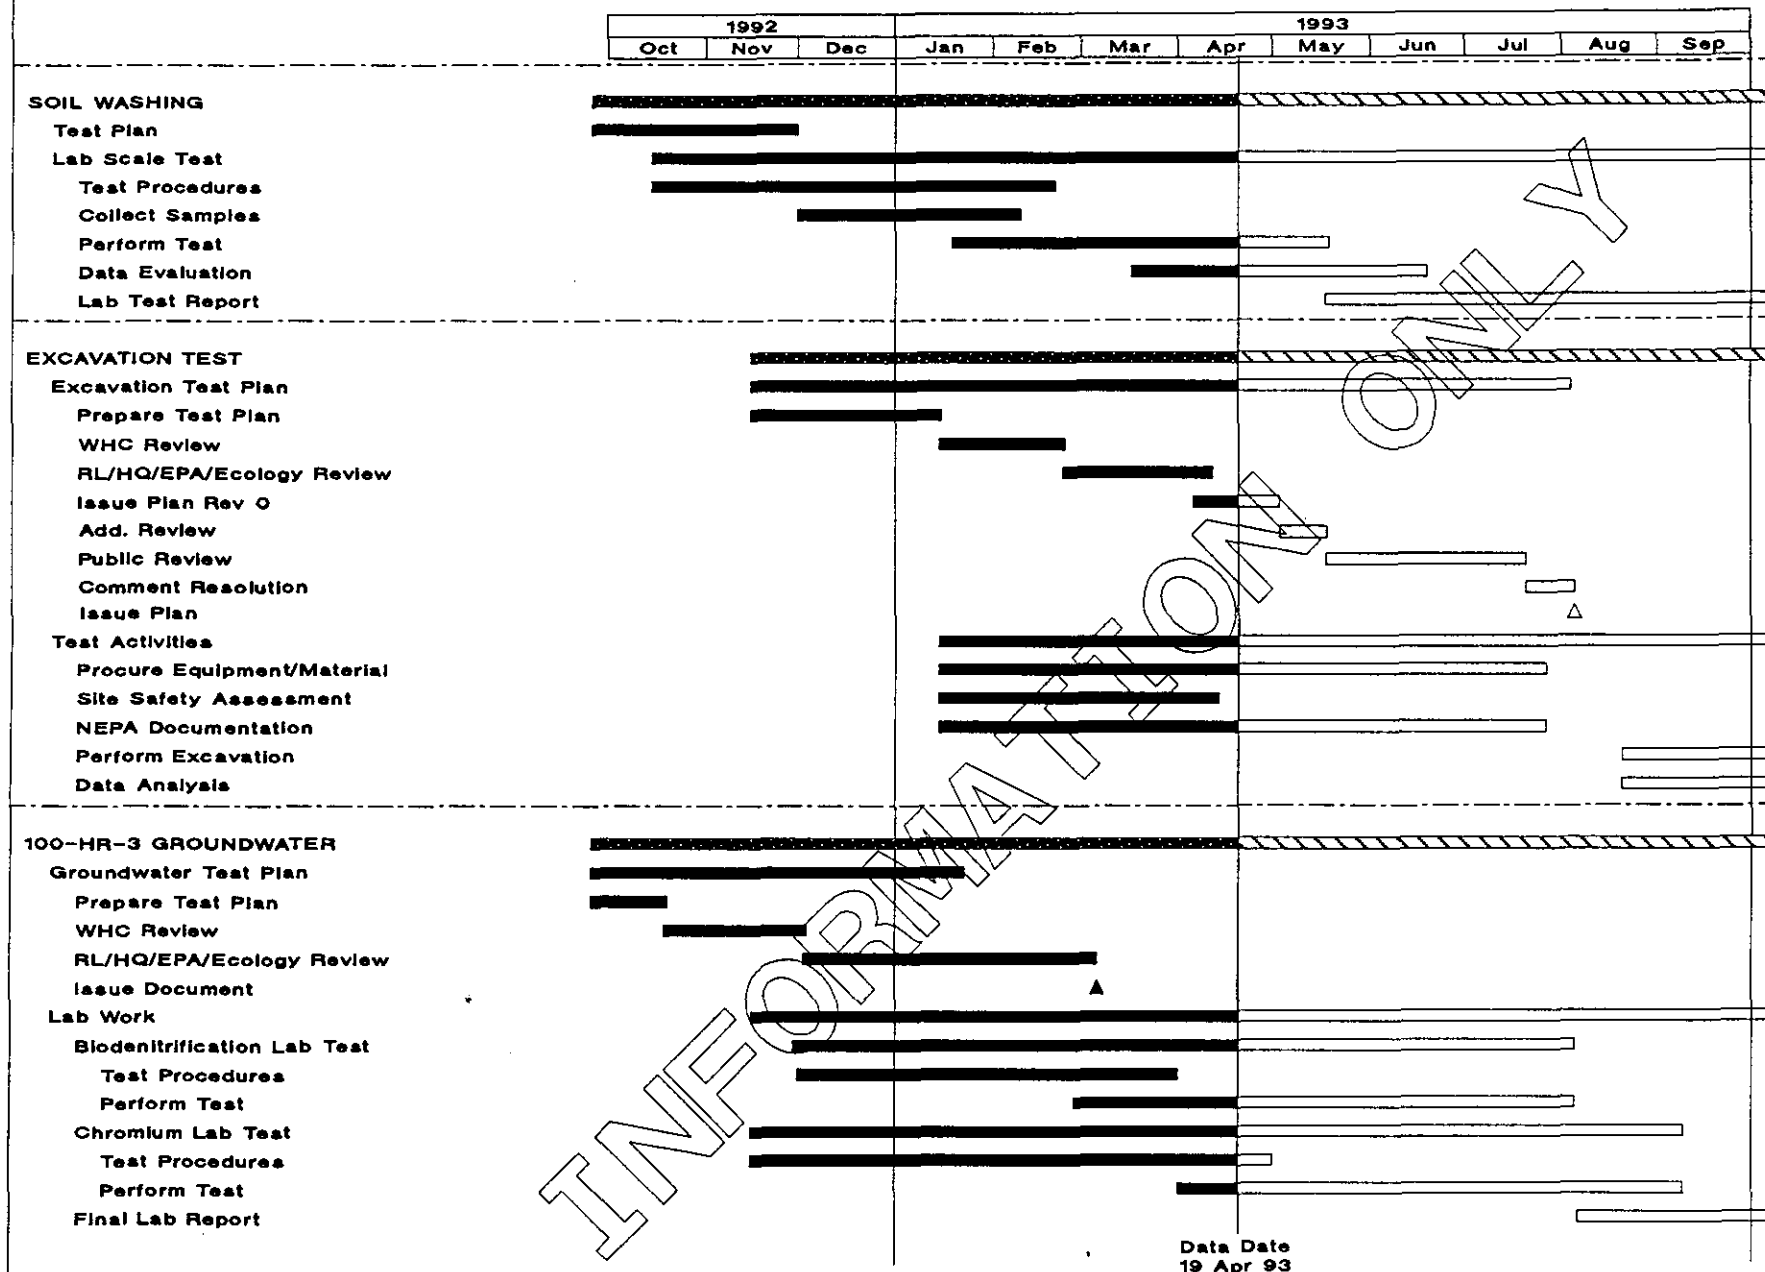 1992 1993
Oct Nov Dec Jan Feb Mar Apr May Jun Jul Aug Sep
SOIL WASHING
Test Plan
Lab Scale Test
Test Procedures
Collect Samples
Perform Test
Data Evaluation
Lab Test Report
EXCAVATION TEST
Excavation Test Plan
Prepare Test Plan
WHC Review
RL/HQ/EPA/Ecology Review
Issue Plan Rev 0
Add. Review
Public Review
Comment Resolution
Issue Plan
Test Activities
Procure Equipment/Material
Site Safety Assessment
NEPA Documentation
Perform Excavation
Data Analysis
100-HR-3 GROUNDWATER
Groundwater Test Plan
Prepare Test Plan
WHC Review
RL/HQ/EPA/Ecology Review
Issue Document
Lab Work
Biodenitrification Lab Test
Test Procedures
Perform Test
Chromium Lab Test
Test Procedures
Perform Test
Final Lab Report
INFORMATION ONLY
Data Date
19 Apr 93